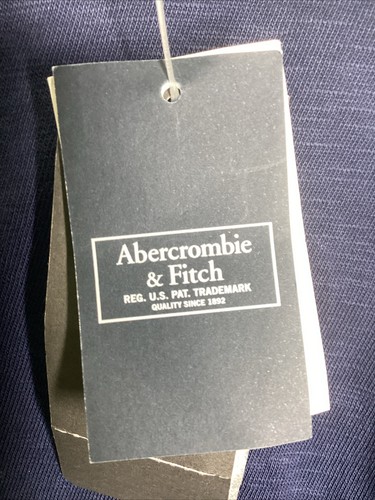 Abercrombie
& Fitch
REG. U.S. PAT. TRADEMARK
QUALITY SINCE 1892